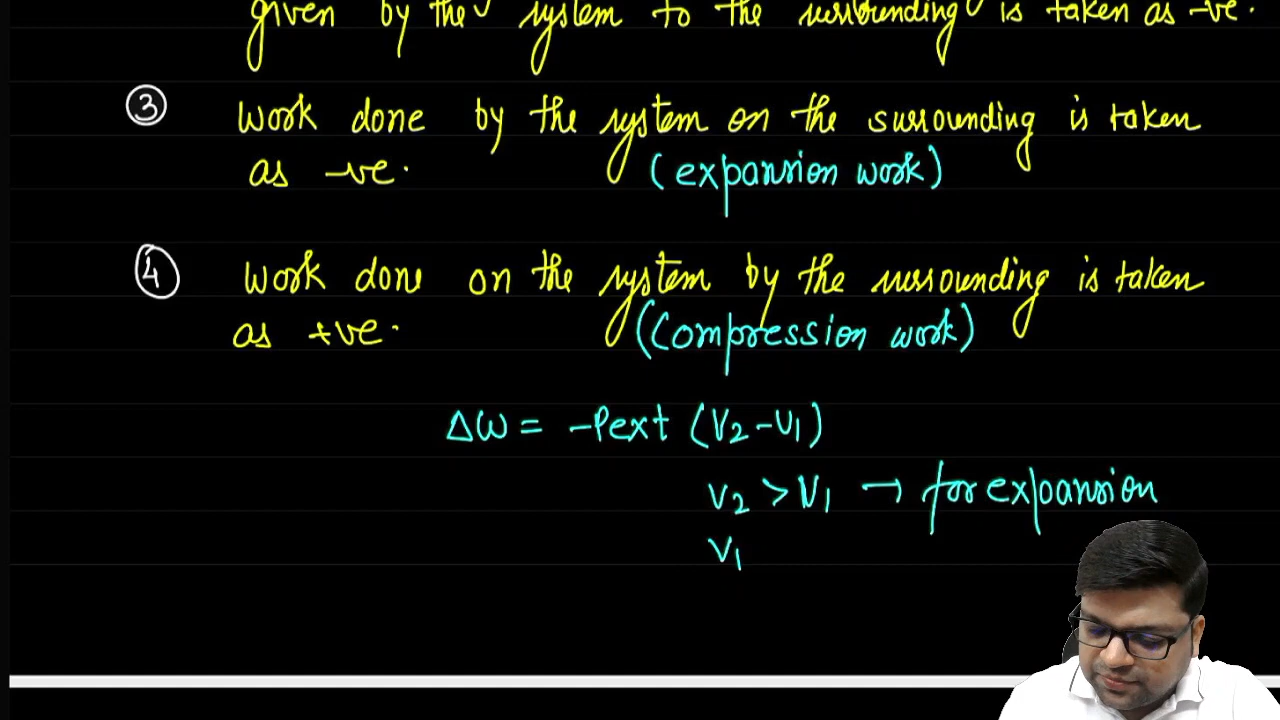 given by the system to the surrounding is taken as -ve.
③ Work done by the system on the surrounding is taken
as -ve. (expansion work)
④ Work done on the system by the surrounding is taken
as +ve. (Compression work)
ΔW = -Pext (V₂ - V₁)
V₂ > V₁ → for expansion
V₁